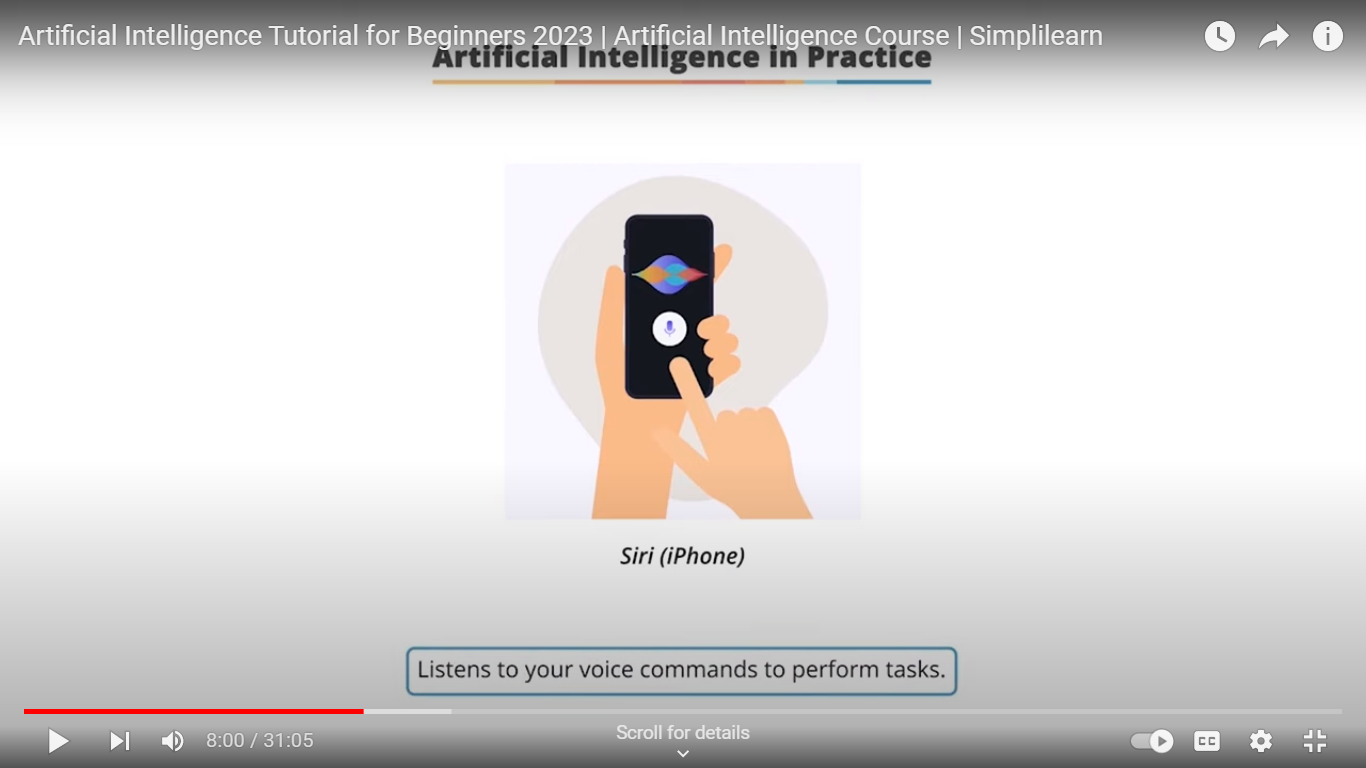 Artificial Intelligence Tutorial for Beginners 2023 | Artificial Intelligence Course | Simplilearn
Artificial Intelligence in Practice
Siri (iPhone)
Listens to your voice commands to perform tasks.
8:00 / 31:05
Scroll for details
CC